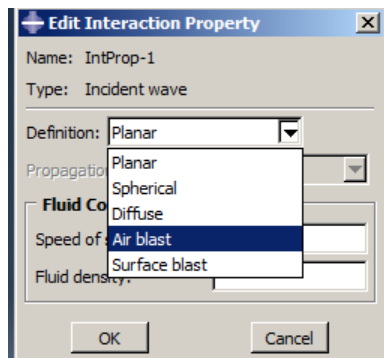 Edit Interaction Property
Name: IntProp-1
Type: Incident wave
Definition: Planar
Planar
Propagation
Spherical
Fluid Co
Diffuse
Speed of s
Air blast
Surface blast
Fluid density:
OK Cancel